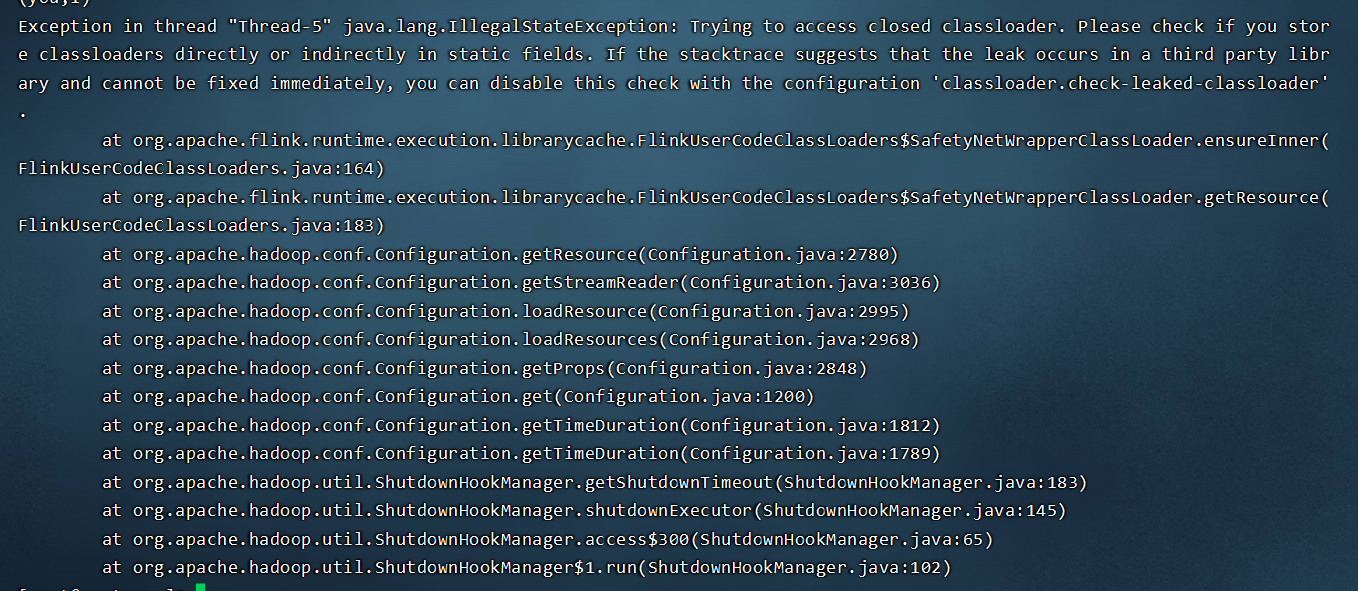 (you,1)
Exception in thread "Thread-5" java.lang.IllegalStateException: Trying to access closed classloader. Please check if you stor
e classloaders directly or indirectly in static fields. If the stacktrace suggests that the leak occurs in a third party libr
ary and cannot be fixed immediately, you can disable this check with the configuration 'classloader.check-leaked-classloader'
.
at org.apache.flink.runtime.execution.librarycache.FlinkUserCodeClassLoaders$SafetyNetWrapperClassLoader.ensureInner(
FlinkUserCodeClassLoaders.java:164)
at org.apache.flink.runtime.execution.librarycache.FlinkUserCodeClassLoaders$SafetyNetWrapperClassLoader.getResource(
FlinkUserCodeClassLoaders.java:183)
at org.apache.hadoop.conf.Configuration.getResource(Configuration.java:2780)
at org.apache.hadoop.conf.Configuration.getStreamReader(Configuration.java:3036)
at org.apache.hadoop.conf.Configuration.loadResource(Configuration.java:2995)
at org.apache.hadoop.conf.Configuration.loadResources(Configuration.java:2968)
at org.apache.hadoop.conf.Configuration.getProps(Configuration.java:2848)
at org.apache.hadoop.conf.Configuration.get(Configuration.java:1200)
at org.apache.hadoop.conf.Configuration.getTimeDuration(Configuration.java:1812)
at org.apache.hadoop.conf.Configuration.getTimeDuration(Configuration.java:1789)
at org.apache.hadoop.util.ShutdownHookManager.getShutdownTimeout(ShutdownHookManager.java:183)
at org.apache.hadoop.util.ShutdownHookManager.shutdownExecutor(ShutdownHookManager.java:145)
at org.apache.hadoop.util.ShutdownHookManager.access$300(ShutdownHookManager.java:65)
at org.apache.hadoop.util.ShutdownHookManager$1.run(ShutdownHookManager.java:102)